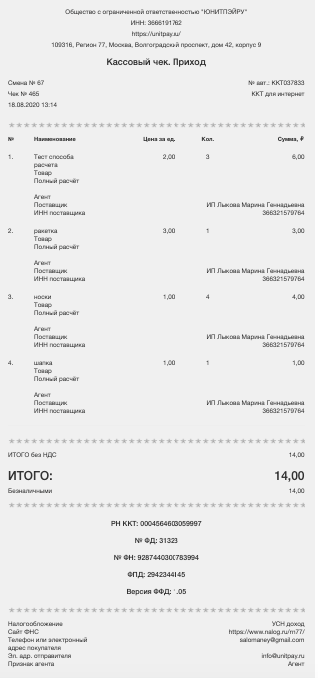 Общество с ограниченной ответственностью "ЮНИТПЭЙРУ"
ИНН: 3666191762
https://unitpay.ru/
109316, Регион 77, Москва, Волгоградский проспект, дом 42, корпус 9
Кассовый чек. Приход
Смена № 67 № авт.: ККТ037833
Чек № 465 ККТ для интернет
18.08.2020 13:14
№ Наименование Цена за ед. Кол. Сумма, ₽
1. Тест способа 2,00 3 6,00
расчета
Товар
Полный расчёт
Агент
Поставщик ИП Лыкова Марина Геннадьевна
ИНН поставщика 366321579764
2. ракетка 3,00 1 3,00
Товар
Полный расчёт
Агент
Поставщик ИП Лыкова Марина Геннадьевна
ИНН поставщика 366321579764
3. носки 1,00 4 4,00
Товар
Полный расчёт
Агент
Поставщик ИП Лыкова Марина Геннадьевна
ИНН поставщика 366321579764
4. шапка 1,00 1 1,00
Товар
Полный расчёт
Агент
Поставщик ИП Лыкова Марина Геннадьевна
ИНН поставщика 366321579764
ИТОГО без НДС 14,00
ИТОГО: 14,00
Безналичными 14,00
РН ККТ: 0004564603059997
№ ФД: 31323
№ ФН: 9287440300783994
ФПД: 2942344145
Версия ФФД: 1.05
Налогообложение УСН доход
Сайт ФНС https://www.nalog.ru/rn77/
Телефон или электронный salomaney@gmail.com
адрес покупателя
Эл. адр. отправителя info@unitpay.ru
Признак агента Агент